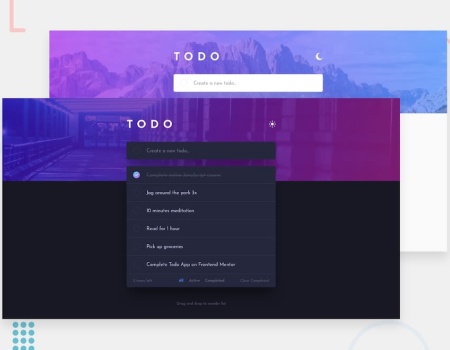 TODO
Create a new todo..
TODO
Create a new todo..
Complete online JavaScript course
Jog around the park 3x
10 minutes meditation
Read for 1 hour
Pick up groceries
Complete Todo App on Frontend Mentor
5 items left All Active Completed Clear Completed
Drag and drop to reorder list